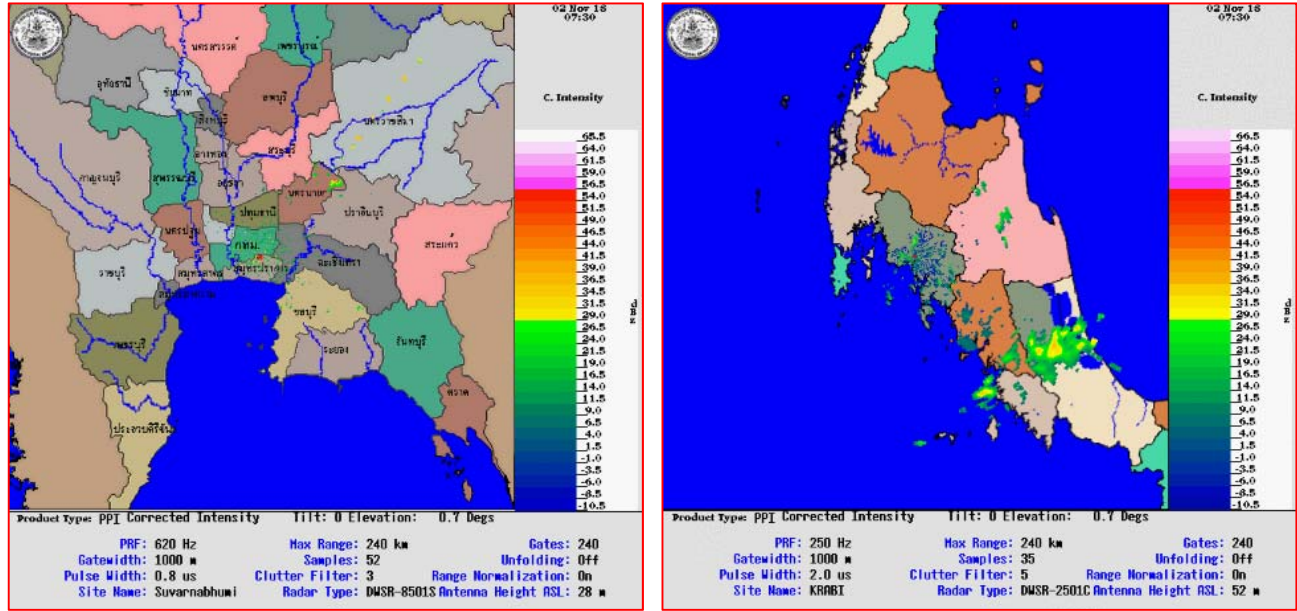 02 Nov 18
07:30
C. Intensity
นครสวรรค์
เพชรบูรณ์
อุทัยธานี
ชัยนาท
ลพบุรี
สิงห์บุรี
นครราชสีมา
อ่างทอง
สระบุรี
กาญจนบุรี
สุพรรณบุรี
อยุธยา
นครนายก
ปราจีนบุรี
ปทุมธานี
นครปฐม
กทม.
สระแก้ว
ฉะเชิงเทรา
ราชบุรี
สมุทรสาคร
สมุทรปราการ
ชลบุรี
เพชรบุรี
ระยอง
จันทบุรี
ตราด
ประจวบคีรีขันธ์
65.5
64.0
61.5
59.0
56.5
54.0
51.5
49.0
46.5
44.0
41.5
39.0
36.5
34.0
31.5
29.0
26.5
24.0
21.5
19.0
16.5
14.0
11.5
9.0
6.5
4.0
1.5
-1.0
-3.5
-6.0
-8.5
-10.5
Product Type: PPI Corrected Intensity Tilt: 0 Elevation: 0.7 Degs
PRF: 620 Hz Max Range: 240 km Gates: 240
Gatewidth: 1000 m Samples: 52 Unfolding: Off
Pulse Width: 0.8 us Clutter Filter: 3 Range Normalization: On
Site Name: Suvarnabhumi Radar Type: DWSR-8501S Antenna Height ASL: 28 m
02 Nov 18
07:30
C. Intensity
66.5
64.0
61.5
59.0
56.5
54.0
51.5
49.0
46.5
44.0
41.5
39.0
36.5
34.0
31.5
29.0
26.5
24.0
21.5
19.0
16.5
14.0
11.5
9.0
6.5
4.0
1.5
-1.0
-3.5
-6.0
-8.5
-10.5
Product Type: PPI Corrected Intensity Tilt: 0 Elevation: 0.7 Degs
PRF: 250 Hz Max Range: 240 km Gates: 240
Gatewidth: 1000 m Samples: 35 Unfolding: Off
Pulse Width: 2.0 us Clutter Filter: 5 Range Normalization: On
Site Name: KRABI Radar Type: DWSR-2501C Antenna Height ASL: 52 m